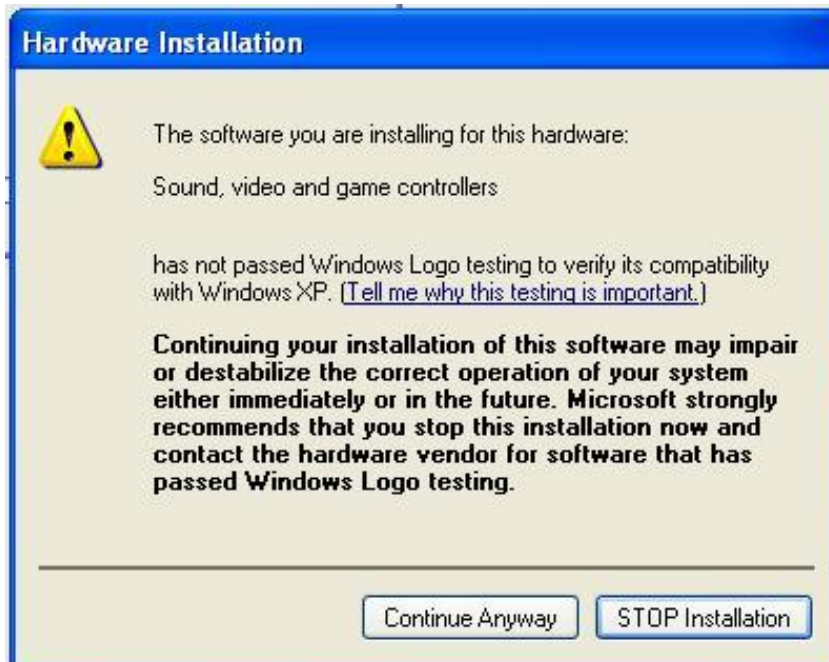 Hardware Installation
The software you are installing for this hardware:
Sound, video and game controllers
has not passed Windows Logo testing to verify its compatibility
with Windows XP. (Tell me why this testing is important.)
Continuing your installation of this software may impair
or destabilize the correct operation of your system
either immediately or in the future. Microsoft strongly
recommends that you stop this installation now and
contact the hardware vendor for software that has
passed Windows Logo testing.
Continue Anyway
STOP Installation